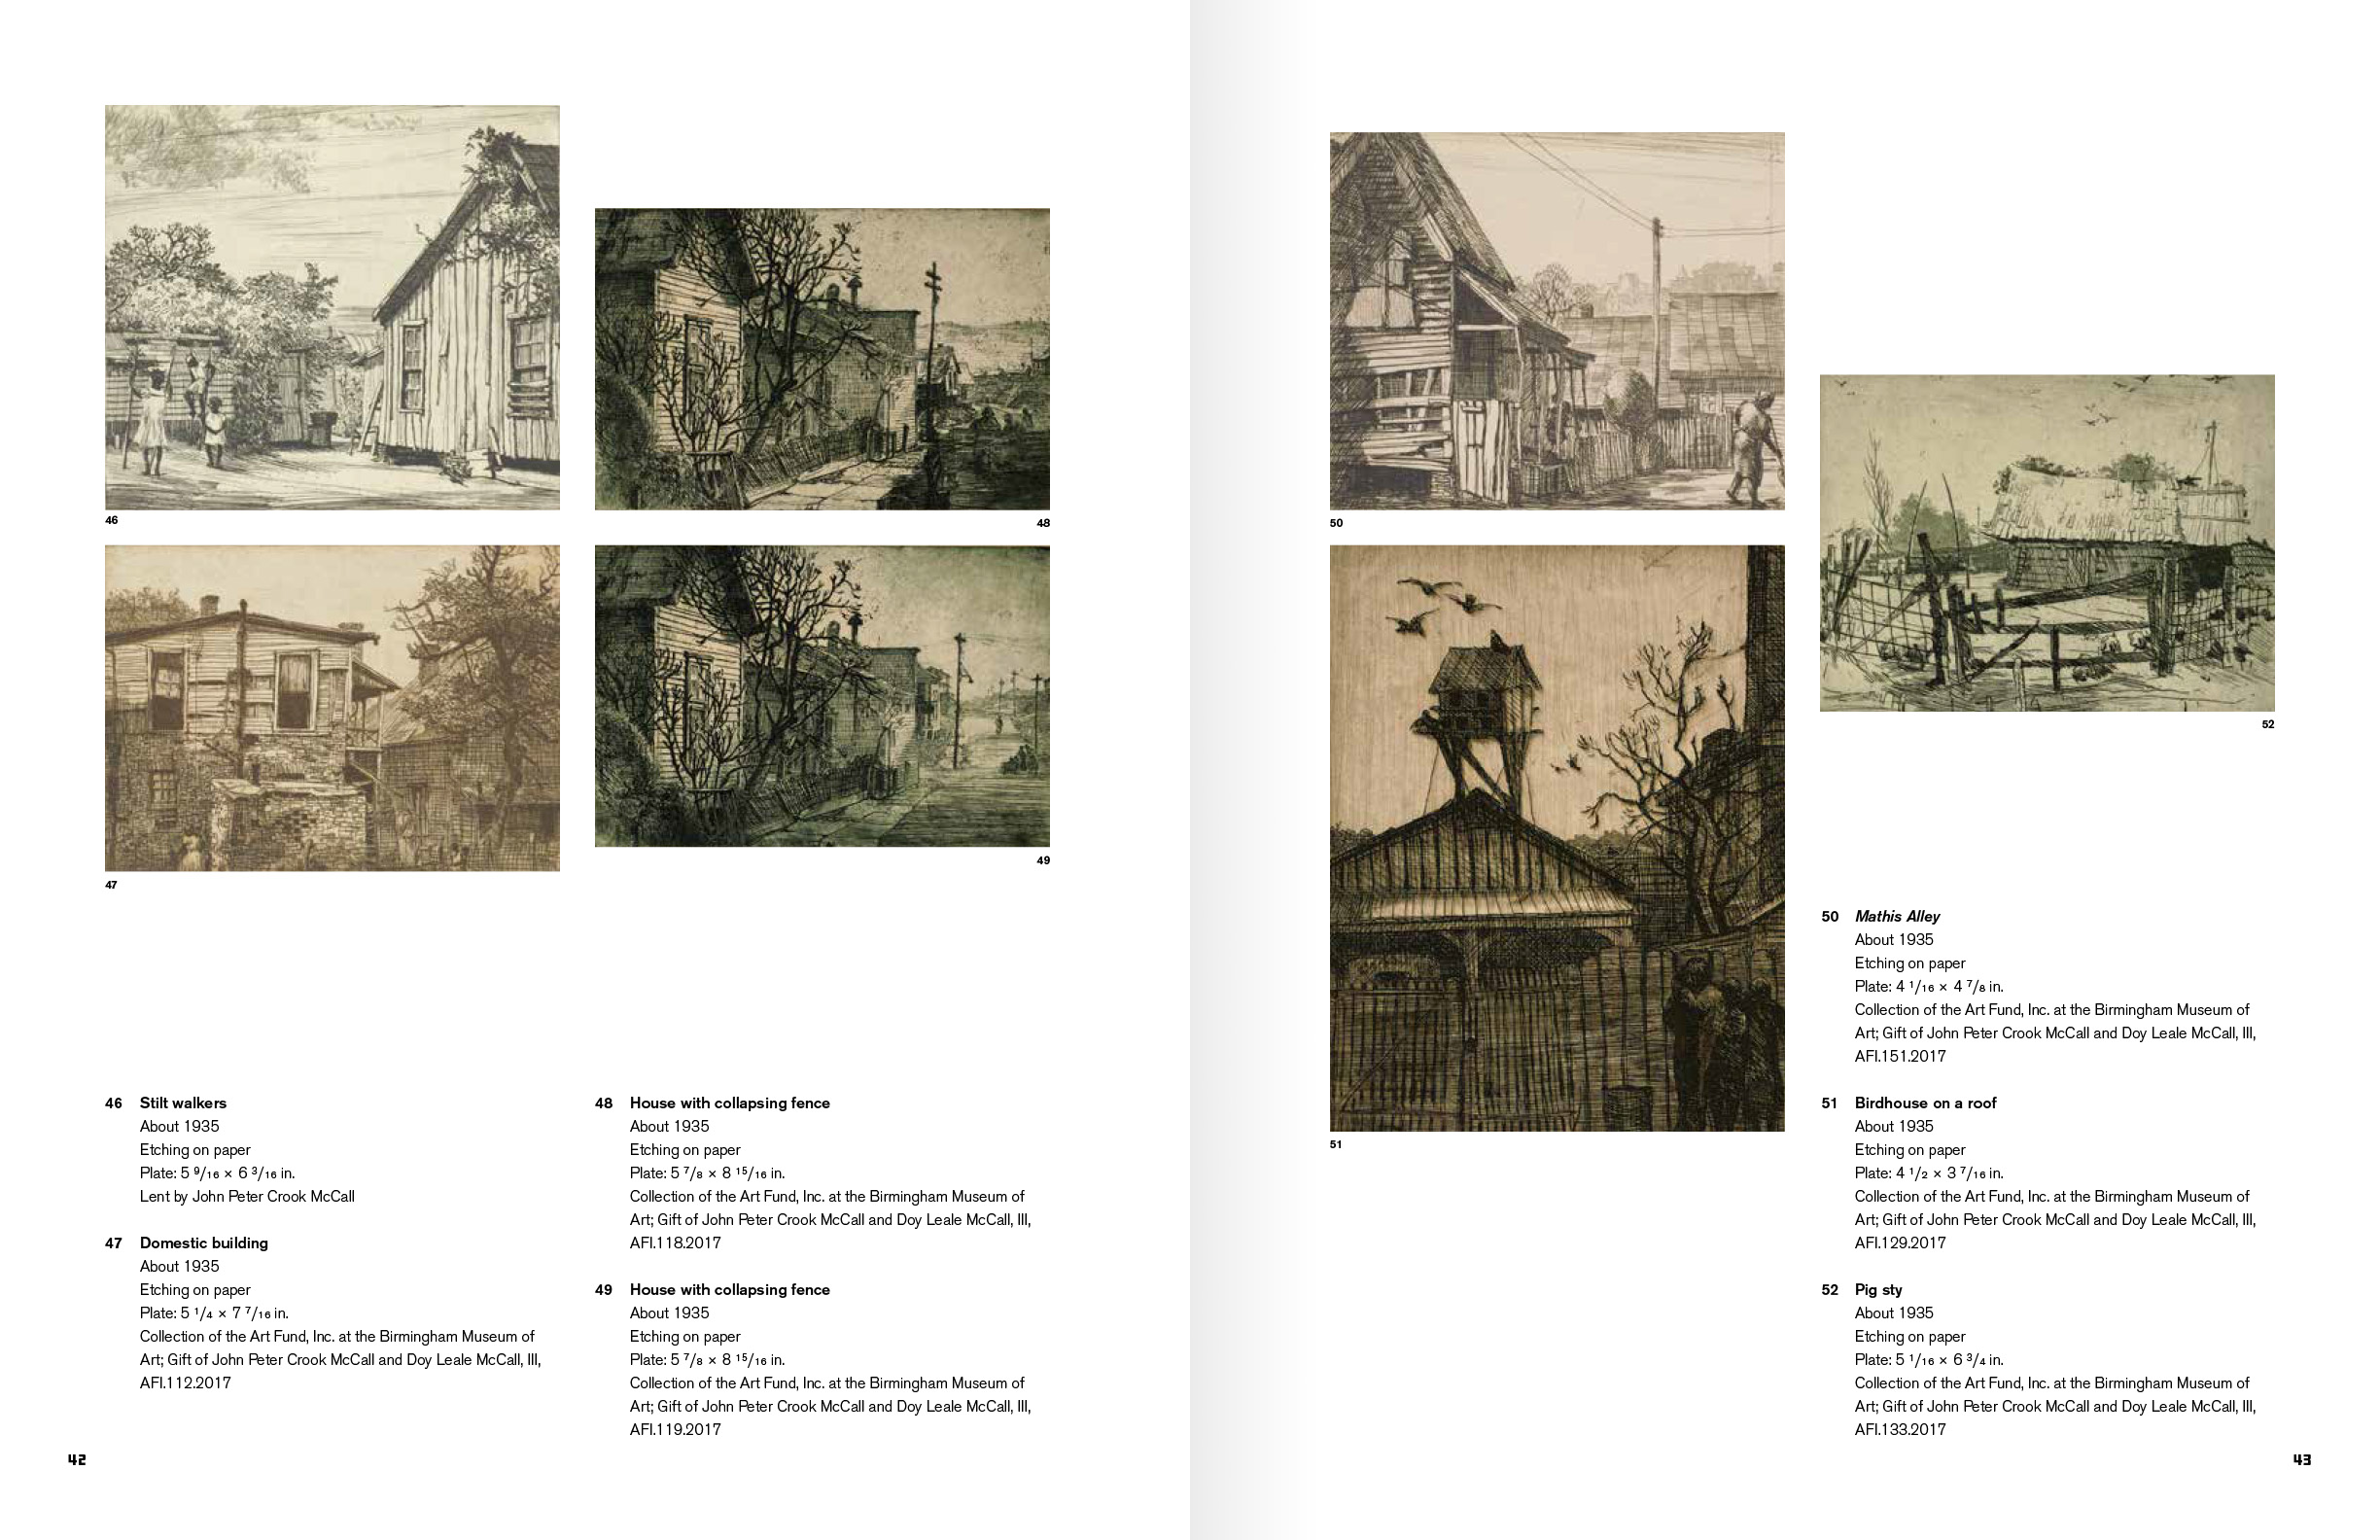 46
48
47
49
46 Stilt walkers
About 1935
Etching on paper
Plate: 5 9/16 × 6 3/16 in.
Lent by John Peter Crook McCall
47 Domestic building
About 1935
Etching on paper
Plate: 5 1/4 × 7 7/16 in.
Collection of the Art Fund, Inc. at the Birmingham Museum of
Art; Gift of John Peter Crook McCall and Doy Leale McCall, III,
AFI.112.2017
48 House with collapsing fence
About 1935
Etching on paper
Plate: 5 7/8 × 8 15/16 in.
Collection of the Art Fund, Inc. at the Birmingham Museum of
Art; Gift of John Peter Crook McCall and Doy Leale McCall, III,
AFI.118.2017
49 House with collapsing fence
About 1935
Etching on paper
Plate: 5 7/8 × 8 15/16 in.
Collection of the Art Fund, Inc. at the Birmingham Museum of
Art; Gift of John Peter Crook McCall and Doy Leale McCall, III,
AFI.119.2017
42
50
52
51
50 Mathis Alley
About 1935
Etching on paper
Plate: 4 1/16 × 4 7/8 in.
Collection of the Art Fund, Inc. at the Birmingham Museum of
Art; Gift of John Peter Crook McCall and Doy Leale McCall, III,
AFI.151.2017
51 Birdhouse on a roof
About 1935
Etching on paper
Plate: 4 1/2 × 3 7/16 in.
Collection of the Art Fund, Inc. at the Birmingham Museum of
Art; Gift of John Peter Crook McCall and Doy Leale McCall, III,
AFI.129.2017
52 Pig sty
About 1935
Etching on paper
Plate: 5 1/16 × 6 3/4 in.
Collection of the Art Fund, Inc. at the Birmingham Museum of
Art; Gift of John Peter Crook McCall and Doy Leale McCall, III,
AFI.133.2017
43